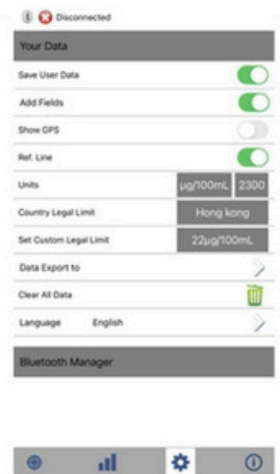 Disconnected
Your Data
Save User Data
Add Fields
Show GPS
Ref. Line
Units µg/100mL 2300
Country Legal Limit Hong kong
Set Custom Legal Limit 22µg/100mL
Data Export to
Clear All Data
Language English
Bluetooth Manager